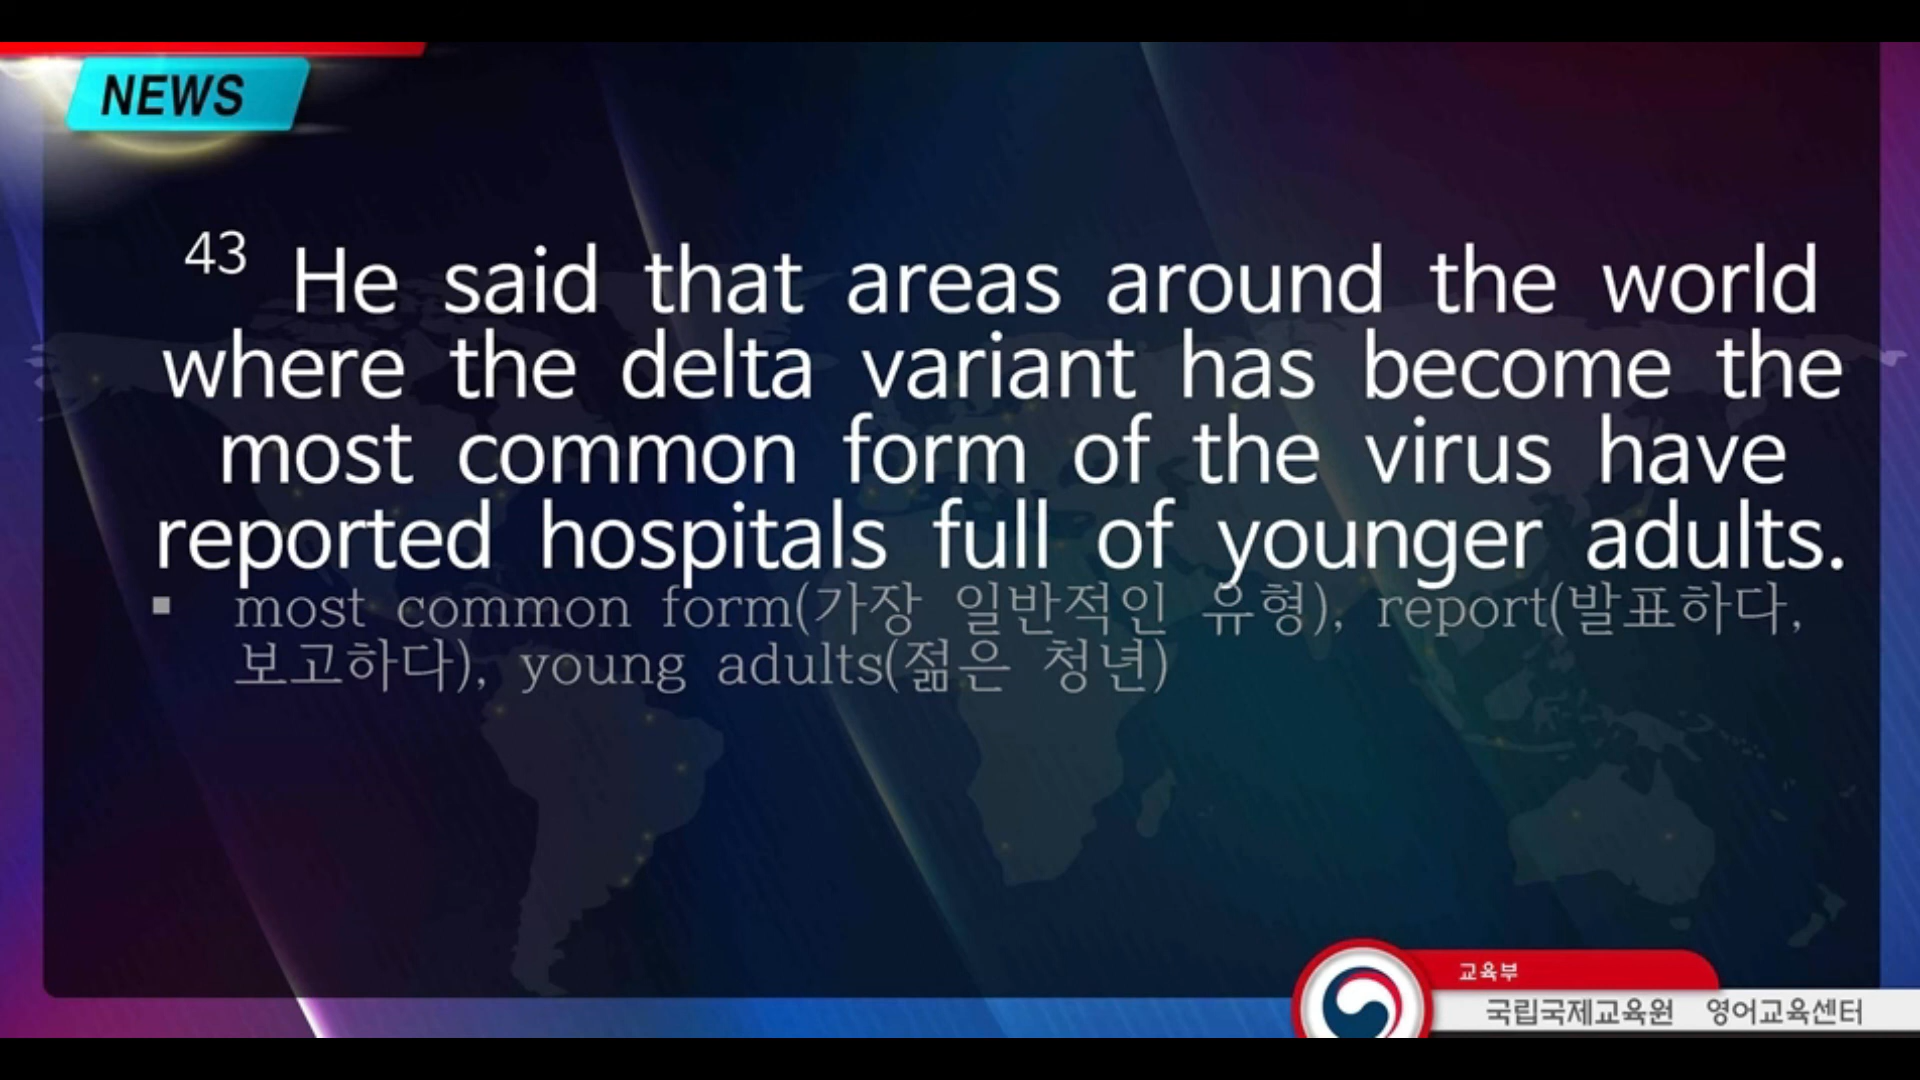 NEWS
43 He said that areas around the world
where the delta variant has become the
most common form of the virus have
reported hospitals full of younger adults.
▪ most common form(가장 일반적인 유형), report(발표하다,
보고하다), young adults(젊은 청년)
교육부
국립국제교육원 영어교육센터